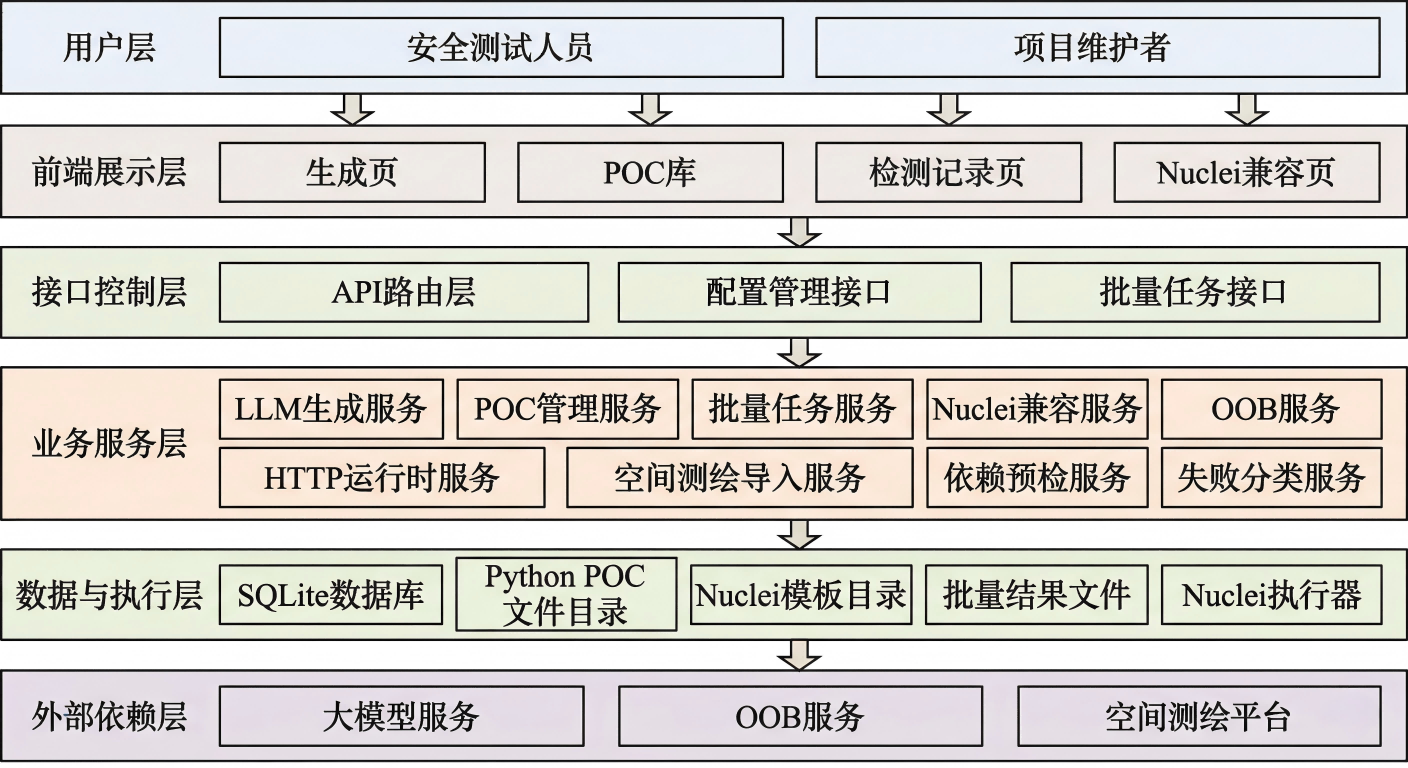 用户层
安全测试人员
项目维护者
前端展示层
生成页
POC库
检测记录页
Nuclei兼容页
接口控制层
API路由层
配置管理接口
批量任务接口
业务服务层
LLM生成服务
POC管理服务
批量任务服务
Nuclei兼容服务
OOB服务
HTTP运行时服务
空间测绘导入服务
依赖预检服务
失败分类服务
数据与执行层
SQLite数据库
Python POC
文件目录
Nuclei模板目录
批量结果文件
Nuclei执行器
外部依赖层
大模型服务
OOB服务
空间测绘平台